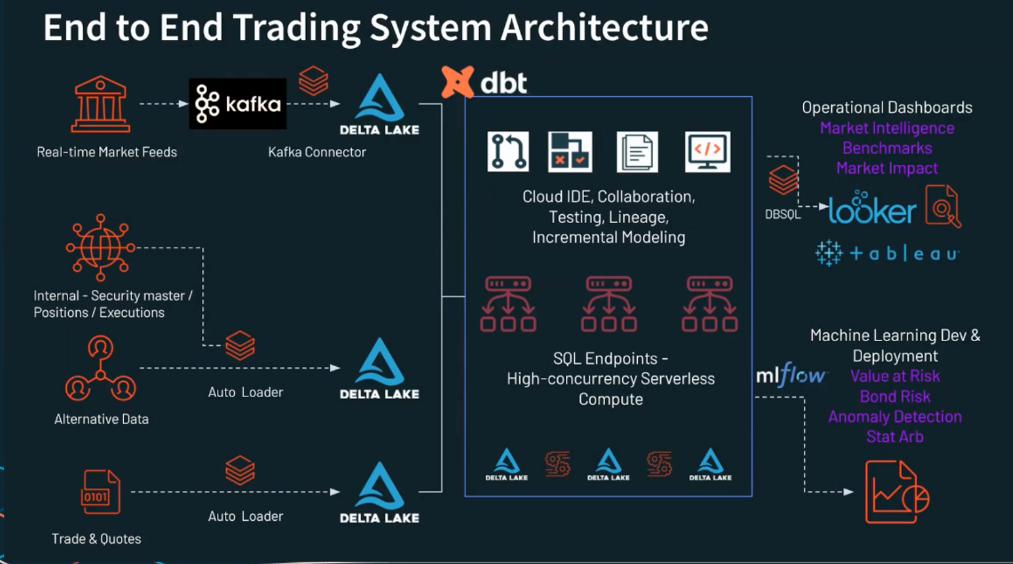 End to End Trading System Architecture
kafka
DELTA LAKE
dbt
Real-time Market Feeds
Kafka Connector
Internal - Security master /
Positions / Executions
Auto Loader
DELTA LAKE
Alternative Data
0101
Auto Loader
DELTA LAKE
Trade & Quotes
Cloud IDE, Collaboration,
Testing, Lineage,
Incremental Modeling
SQL Endpoints -
High-concurrency Serverless
Compute
DELTA LAKE
DELTA LAKE
DELTA LAKE
Operational Dashboards
Market Intelligence
Benchmarks
Market Impact
DBSQL
looker
+ a b l e a u
Machine Learning Dev &
Deployment
mlflow
Value at Risk
Bond Risk
Anomaly Detection
Stat Arb